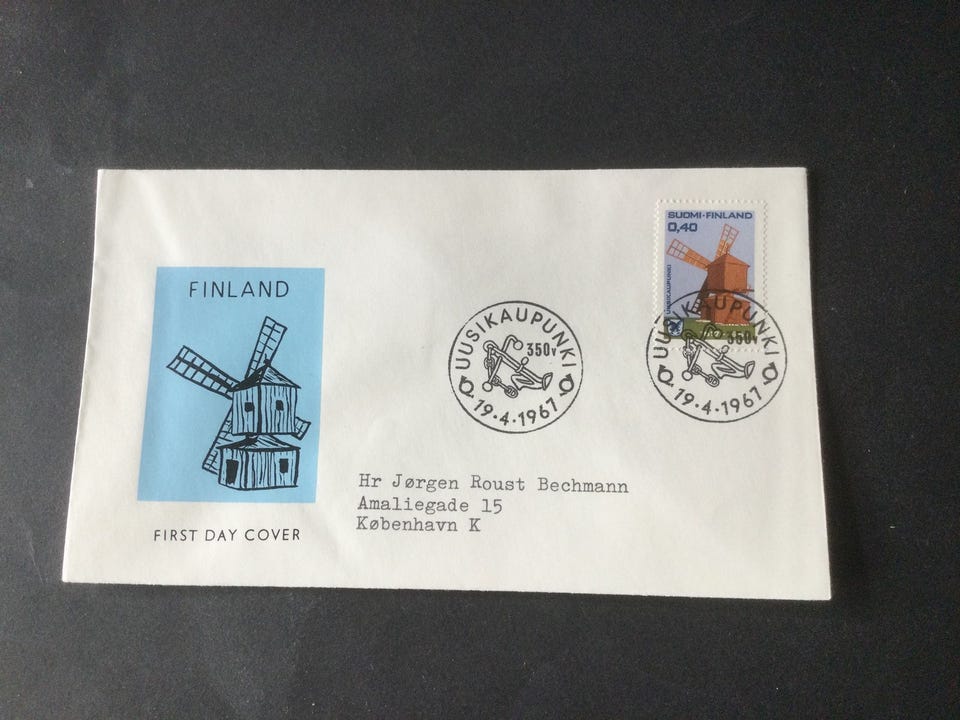 FINLAND
FIRST DAY COVER
UUSIKAUPUNKI
350v
19.4.1967
SUOMI·FINLAND
0,40
UUSIKAUPUNKI
UUSIKAUPUNKI
350v
19.4.1967
Hr Jørgen Roust Bechmann
Amaliegade 15
København K